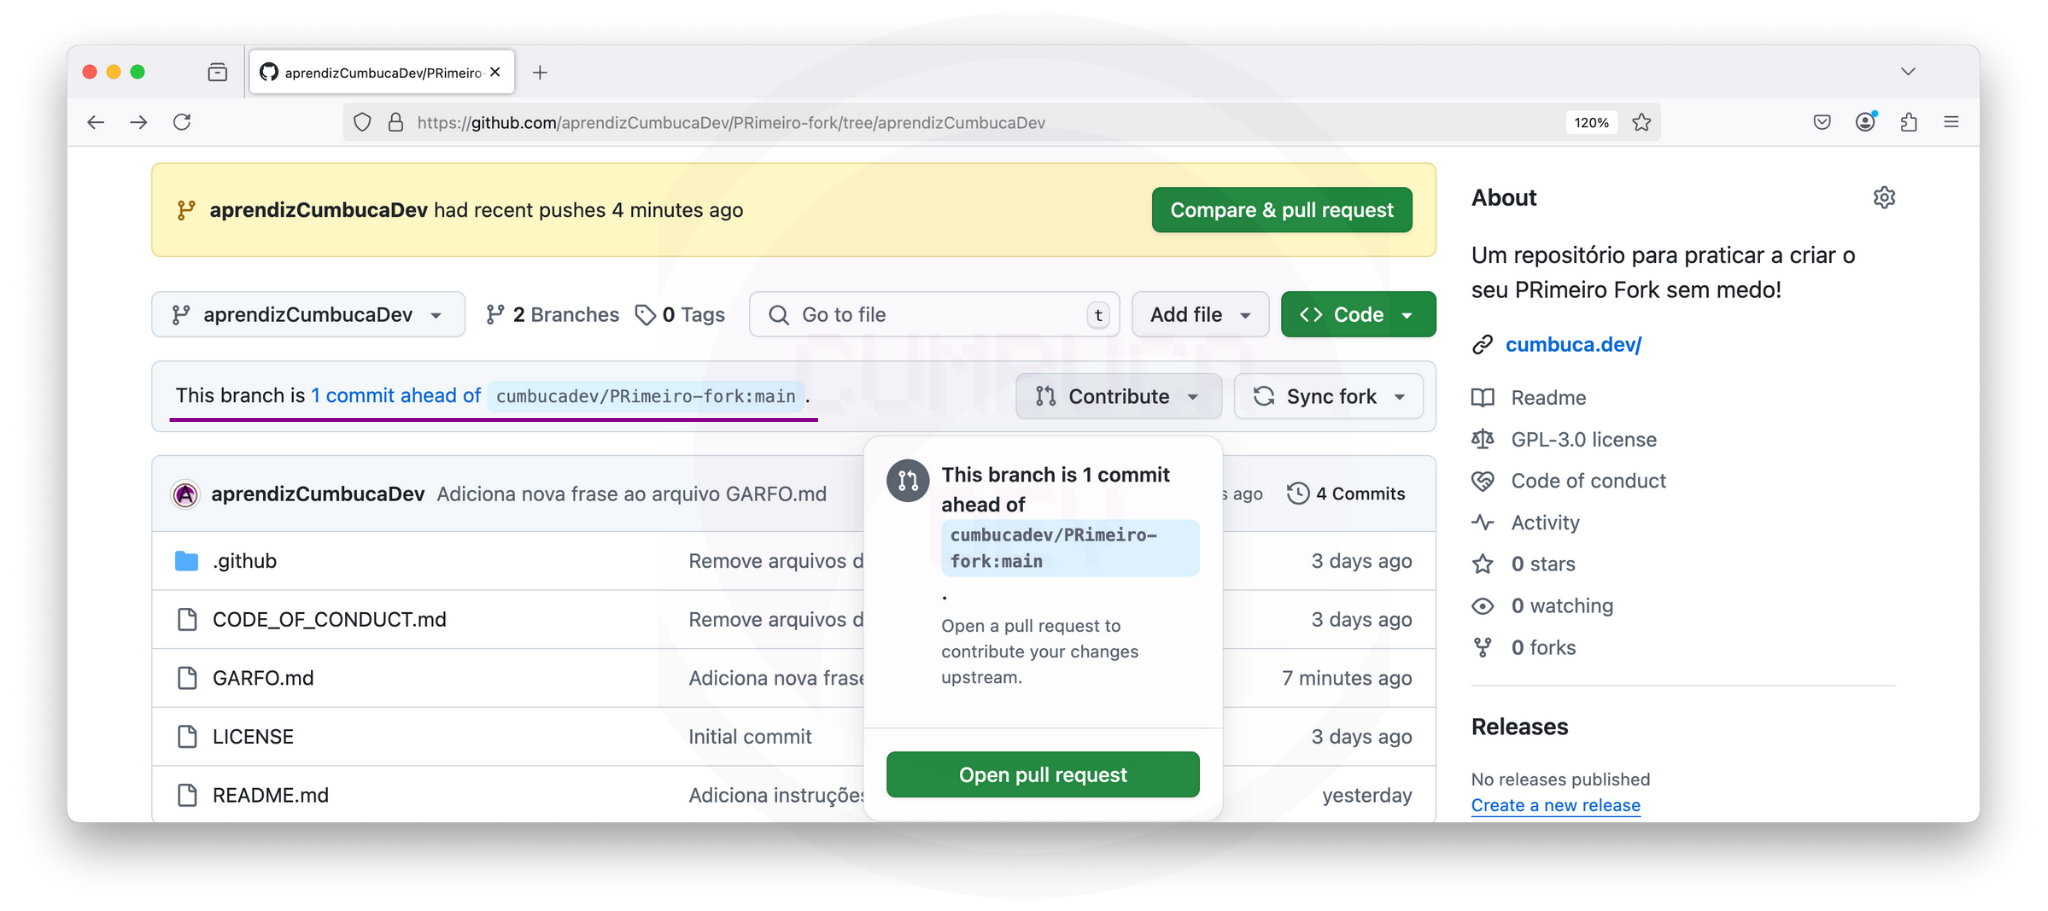 aprendizCumbucaDev/PRimeiro
https://github.com/aprendizCumbucaDev/PRimeiro-fork/tree/aprendizCumbucaDev
120%
aprendizCumbucaDev had recent pushes 4 minutes ago
Compare & pull request
aprendizCumbucaDev
2 Branches
0 Tags
Go to file
t
Add file
Code
This branch is 1 commit ahead of cumbucadev/PRimeiro-fork:main .
Contribute
Sync fork
aprendizCumbucaDev Adiciona nova frase ao arquivo GARFO.md
s ago
4 Commits
.github Remove arquivos d 3 days ago
CODE_OF_CONDUCT.md Remove arquivos d 3 days ago
GARFO.md Adiciona nova frase 7 minutes ago
LICENSE Initial commit 3 days ago
README.md Adiciona instruções yesterday
This branch is 1 commit
ahead of
cumbucadev/PRimeiro-
fork:main
.
Open a pull request to
contribute your changes
upstream.
Open pull request
About
Um repositório para praticar a criar o
seu PRimeiro Fork sem medo!
cumbuca.dev/
Readme
GPL-3.0 license
Code of conduct
Activity
0 stars
0 watching
0 forks
Releases
No releases published
Create a new release
CUMBUCA
DEV